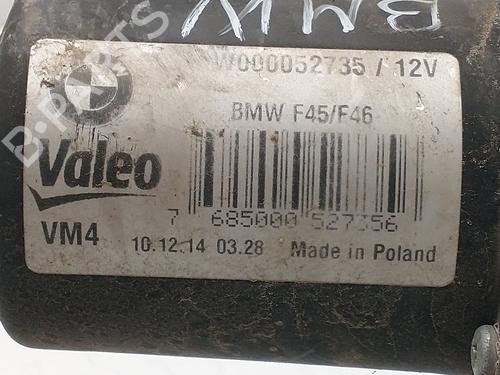 BMW
W000052735 / 12V
BMW F45/F46
Valeo
7 685000 527356
VM4
10.12.14 03.28 Made in Poland
B-PARTS